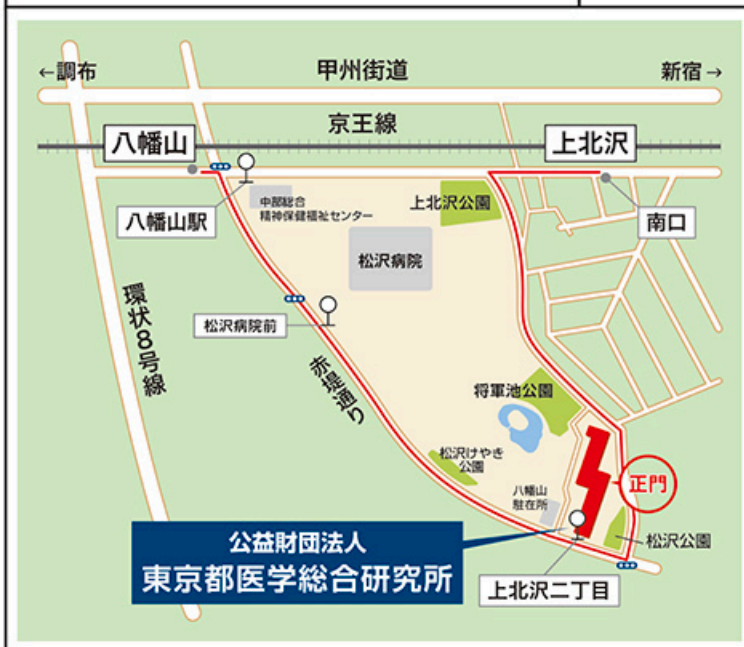 ←調布
甲州街道
新宿→
京王線
八幡山
上北沢
八幡山駅
中部総合
精神保健福祉センター
上北沢公園
南口
松沢病院
松沢病院前
環状8号線
赤堤通り
将軍池公園
松沢けやき
公園
八幡山
駐在所
正門
公益財団法人
東京都医学総合研究所
松沢公園
上北沢二丁目